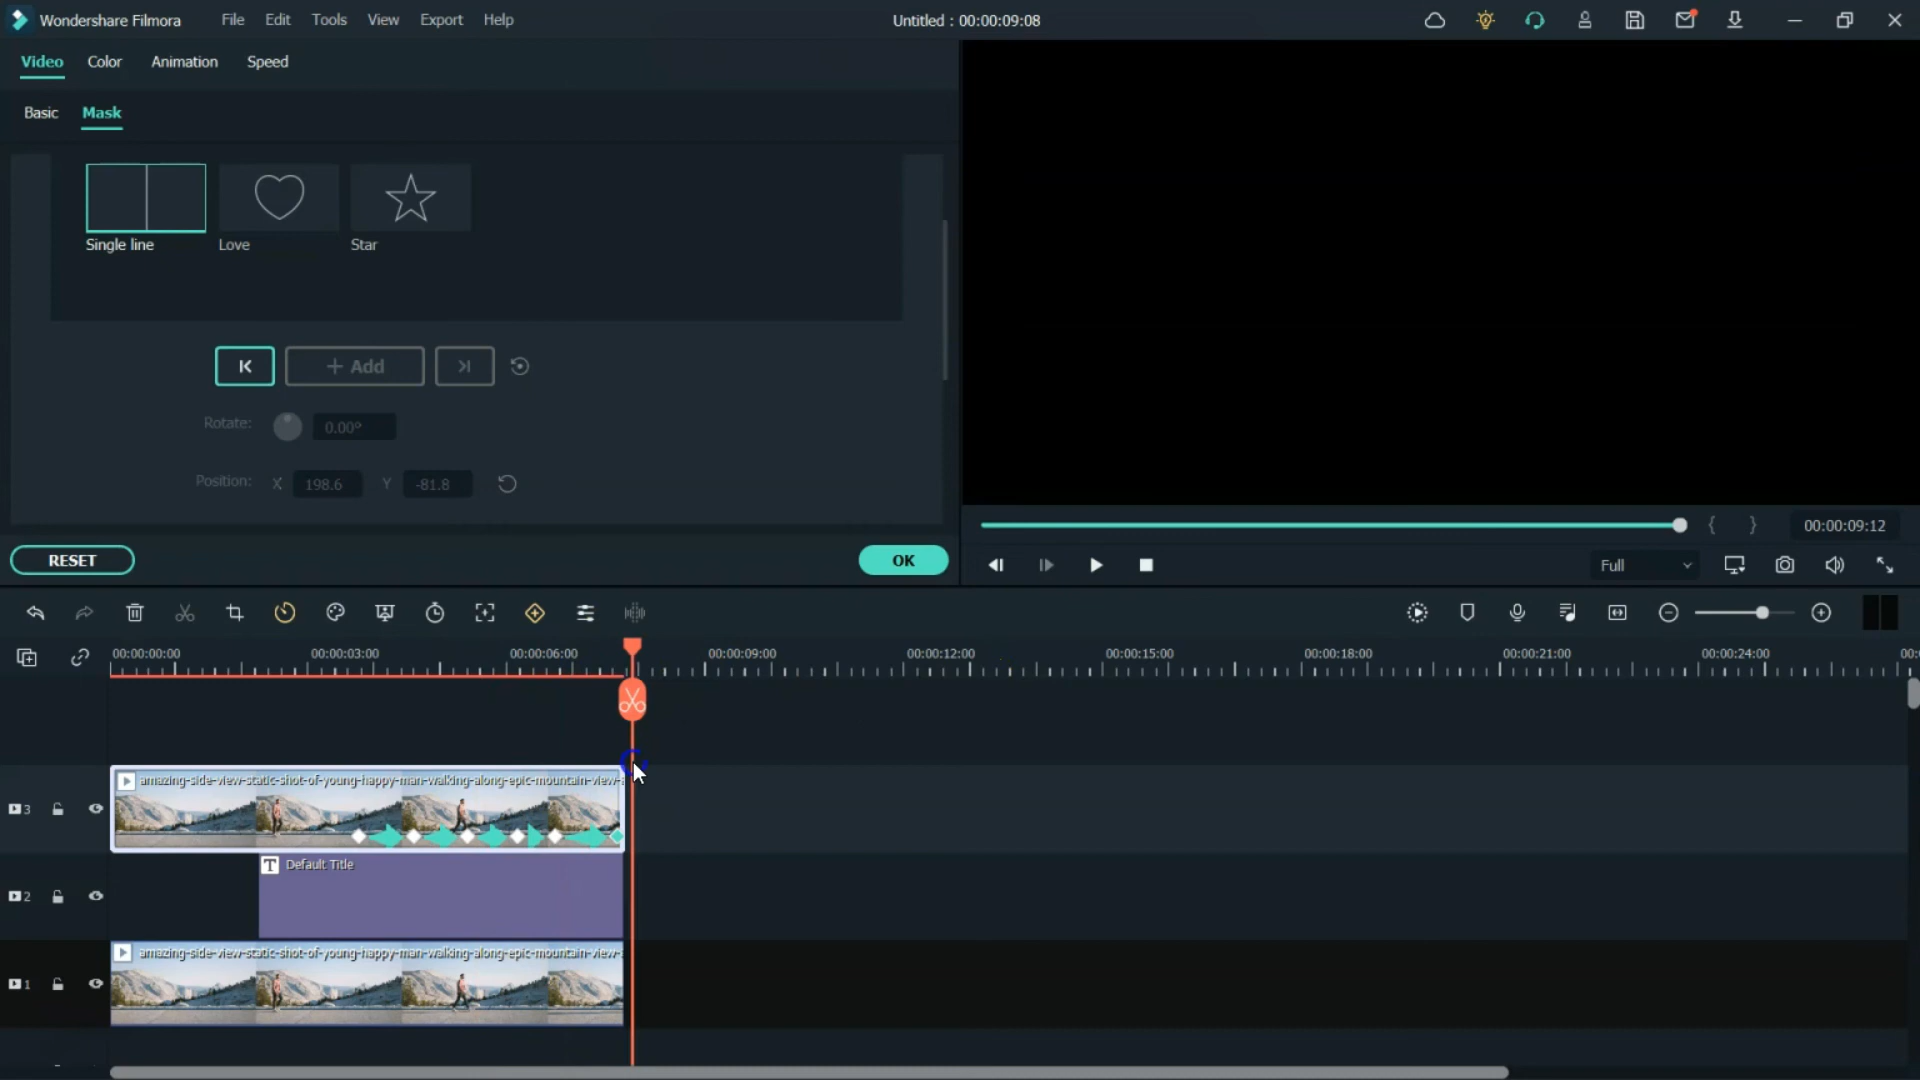 Wondershare Filmora File Edit Tools View Export Help Untitled : 00:00:09:08
Video Color Animation Speed
Basic Mask
Single line Love Star
+ Add
Rotate: 0.00°
Position: X 198.6 Y -81.8
RESET OK
00:00:09:12
Full
00:00:00:00 00:00:03:00 00:00:06:00 00:00:09:00 00:00:12:00 00:00:15:00 00:00:18:00 00:00:21:00 00:00:24:00 00:
3 amazing-side-view-static-shot-of-young-happy-man-walking-along-epic-mountain-view-
2 T Default Title
1 amazing-side-view-static-shot-of-young-happy-man-walking-along-epic-mountain-view-